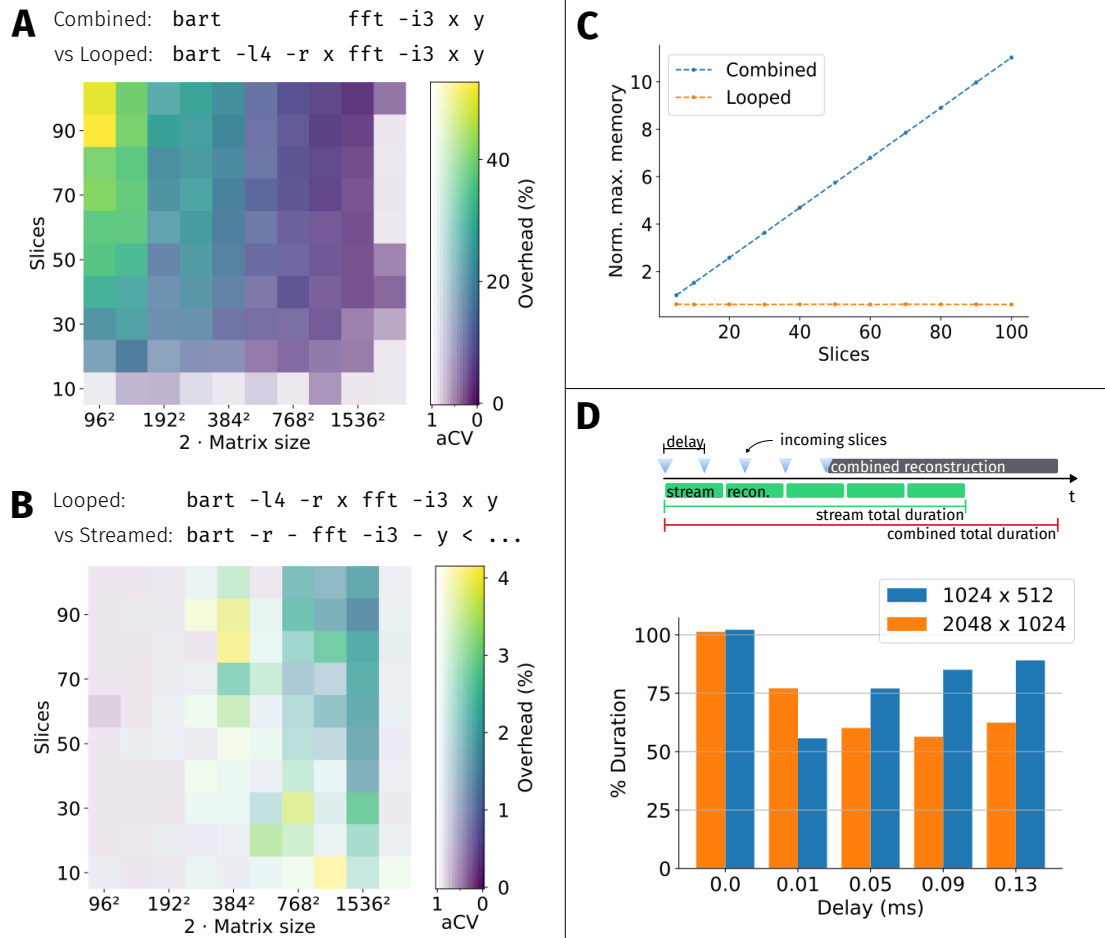 A
Combined: bart fft -i3 x y
vs Looped: bart -l4 -r x fft -i3 x y
90
70
50
30
10
Slices
96² 192² 384² 768² 1536²
2 · Matrix size
40
20
0
Overhead (%)
1 0
aCV
B
Looped: bart -l4 -r x fft -i3 x y
vs Streamed: bart -r - fft -i3 - y < ...
90
70
50
30
10
Slices
96² 192² 384² 768² 1536²
2 · Matrix size
4
3
2
1
0
Overhead (%)
1 0
aCV
C
Combined
Looped
10
8
6
4
2
Norm. max. memory
20 40 60 80 100
Slices
D
delay
incoming slices
combined reconstruction
t
stream recon.
stream total duration
combined total duration
1024 x 512
2048 x 1024
100
75
50
25
0
% Duration
0.0 0.01 0.05 0.09 0.13
Delay (ms)